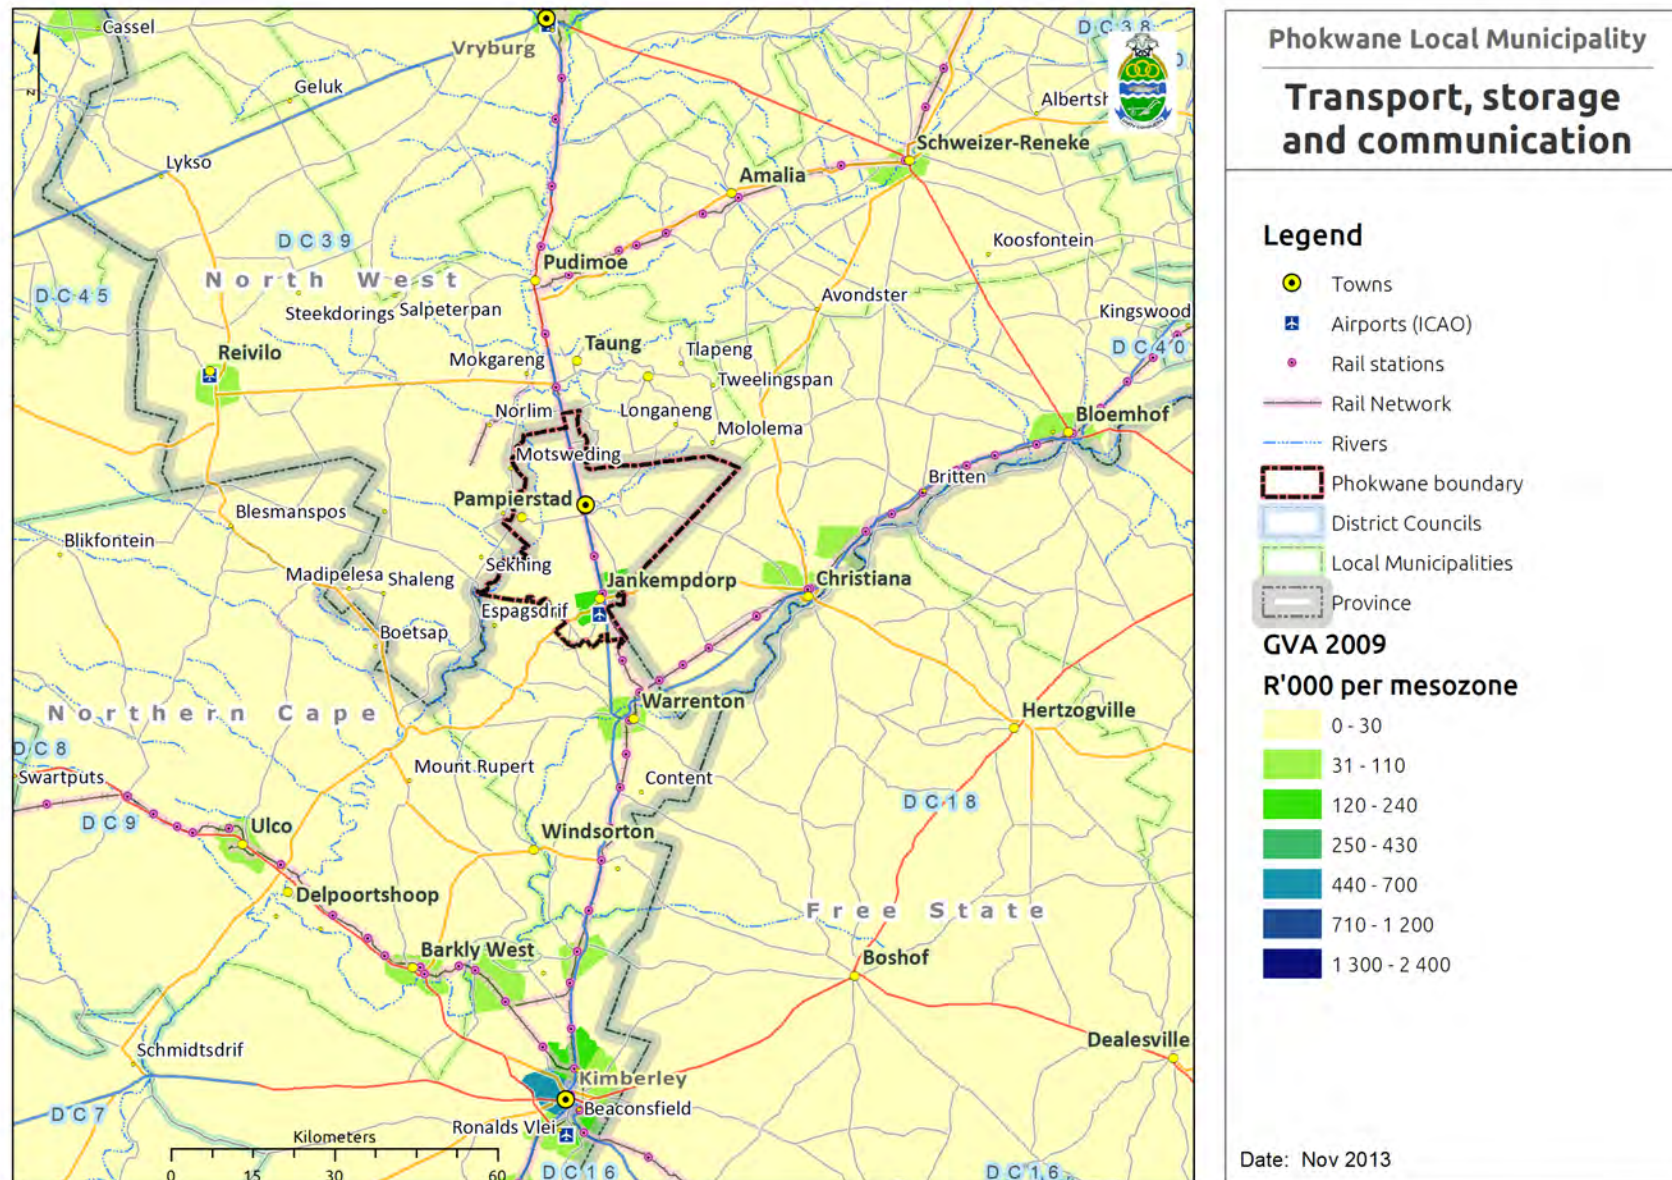 Cassel
Vryburg
DC38
Geluk
Albertsh
Lykso
Schweizer-Reneke
Amalia
DC39
Koosfontein
Pudimoe
North West
DC45
Avondster
Steekdorings
Salpeterpan
Kingswood
Taung
Tlapeng
DC40
Reivilo
Mokgareng
Tweelingspan
Norlim
Longaneng
Bloemhof
Mololema
Motsweding
Britten
Pampierstad
Blesmanspos
Blikfontein
Sekhing
Madipelesa
Shaleng
Jankempdorp
Christiana
Espagsdrif
Boetsap
Warrenton
Northern Cape
Hertzogville
DC8
Swartputs
Mount Rupert
Content
DC18
DC9
Ulco
Windsorton
Delpoortshoop
Free State
Barkly West
Boshof
Schmidtsdrif
Dealesville
Kimberley
DC7
Beaconsfield
Ronalds Vlei
Kilometers
0 15 30 60
DC16
DC16
N
Phokwane Local Municipality
Transport, storage
and communication
Legend
Towns
Airports (ICAO)
Rail stations
Rail Network
Rivers
Phokwane boundary
District Councils
Local Municipalities
Province
GVA 2009
R'000 per mesozone
0 - 30
31 - 110
120 - 240
250 - 430
440 - 700
710 - 1 200
1 300 - 2 400
Date: Nov 2013